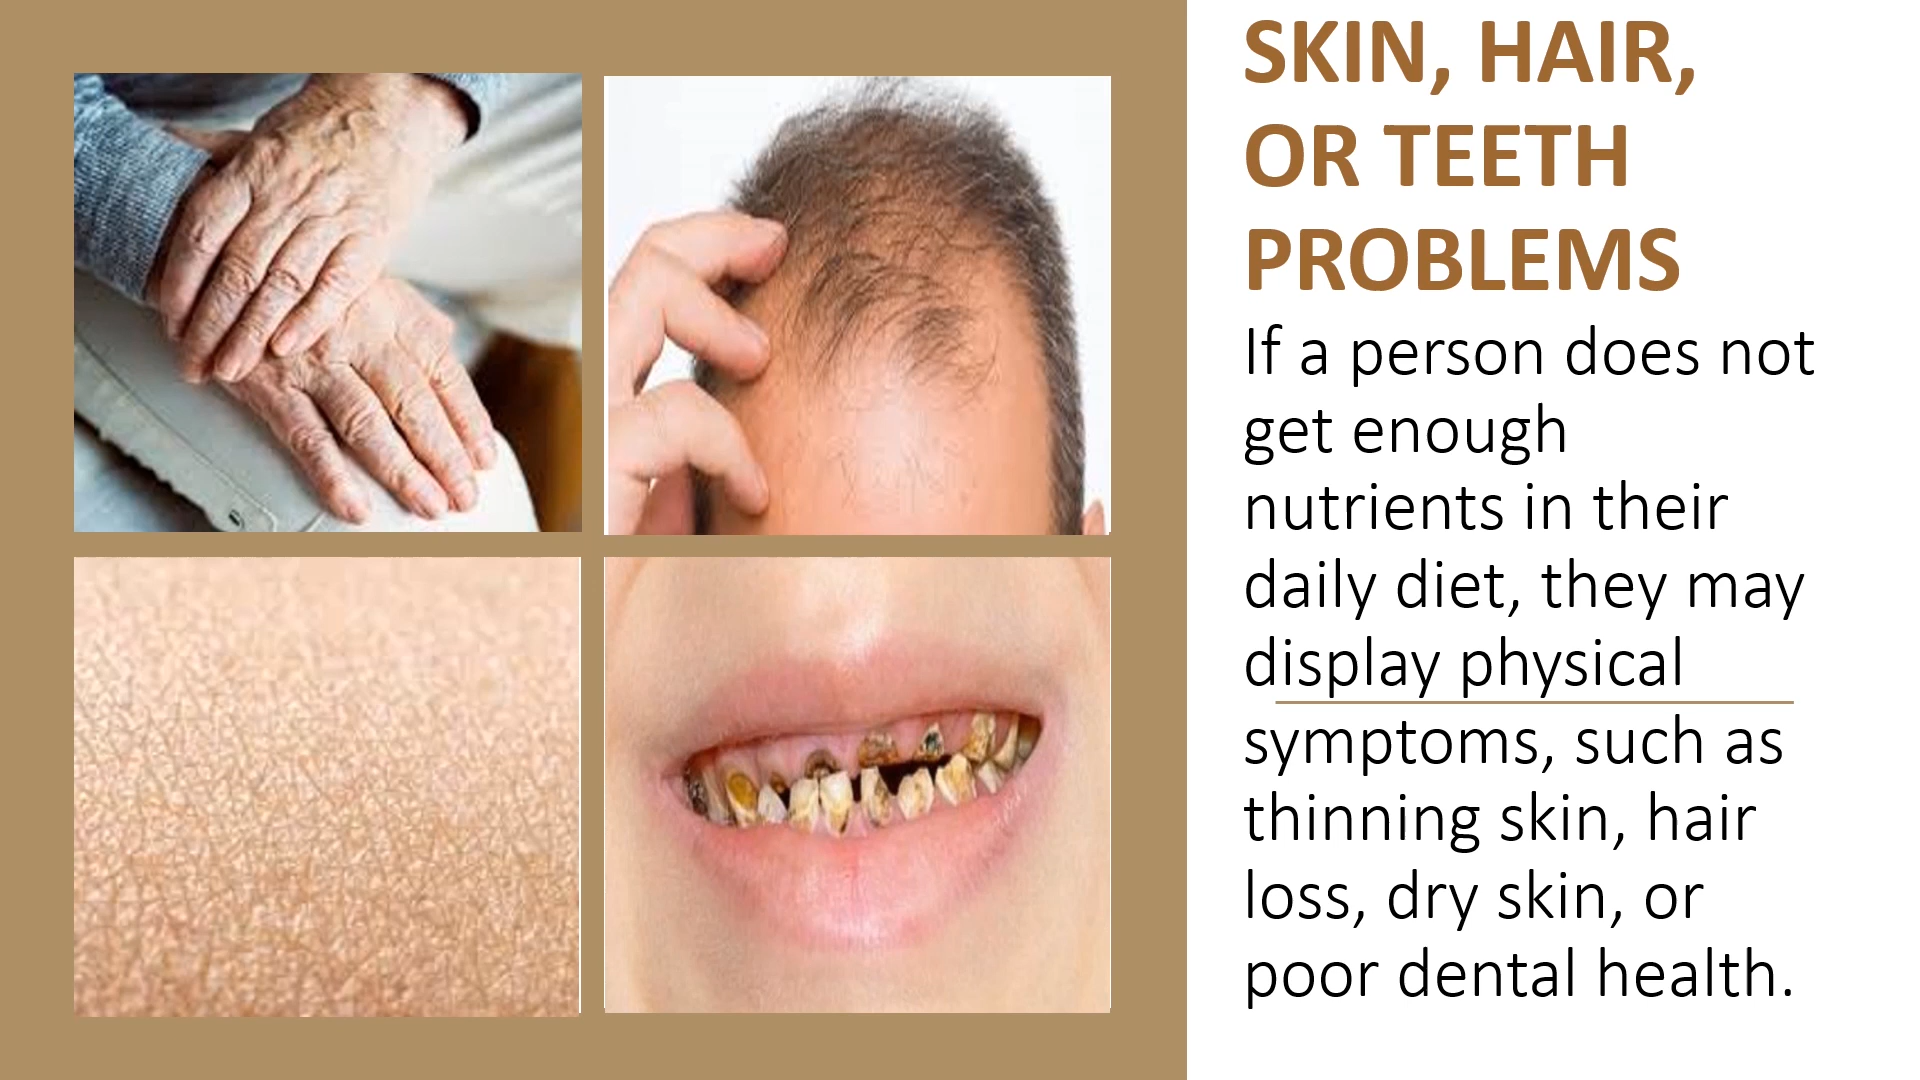 SKIN, HAIR,
OR TEETH
PROBLEMS
If a person does not
get enough
nutrients in their
daily diet, they may
display physical
symptoms, such as
thinning skin, hair
loss, dry skin, or
poor dental health.